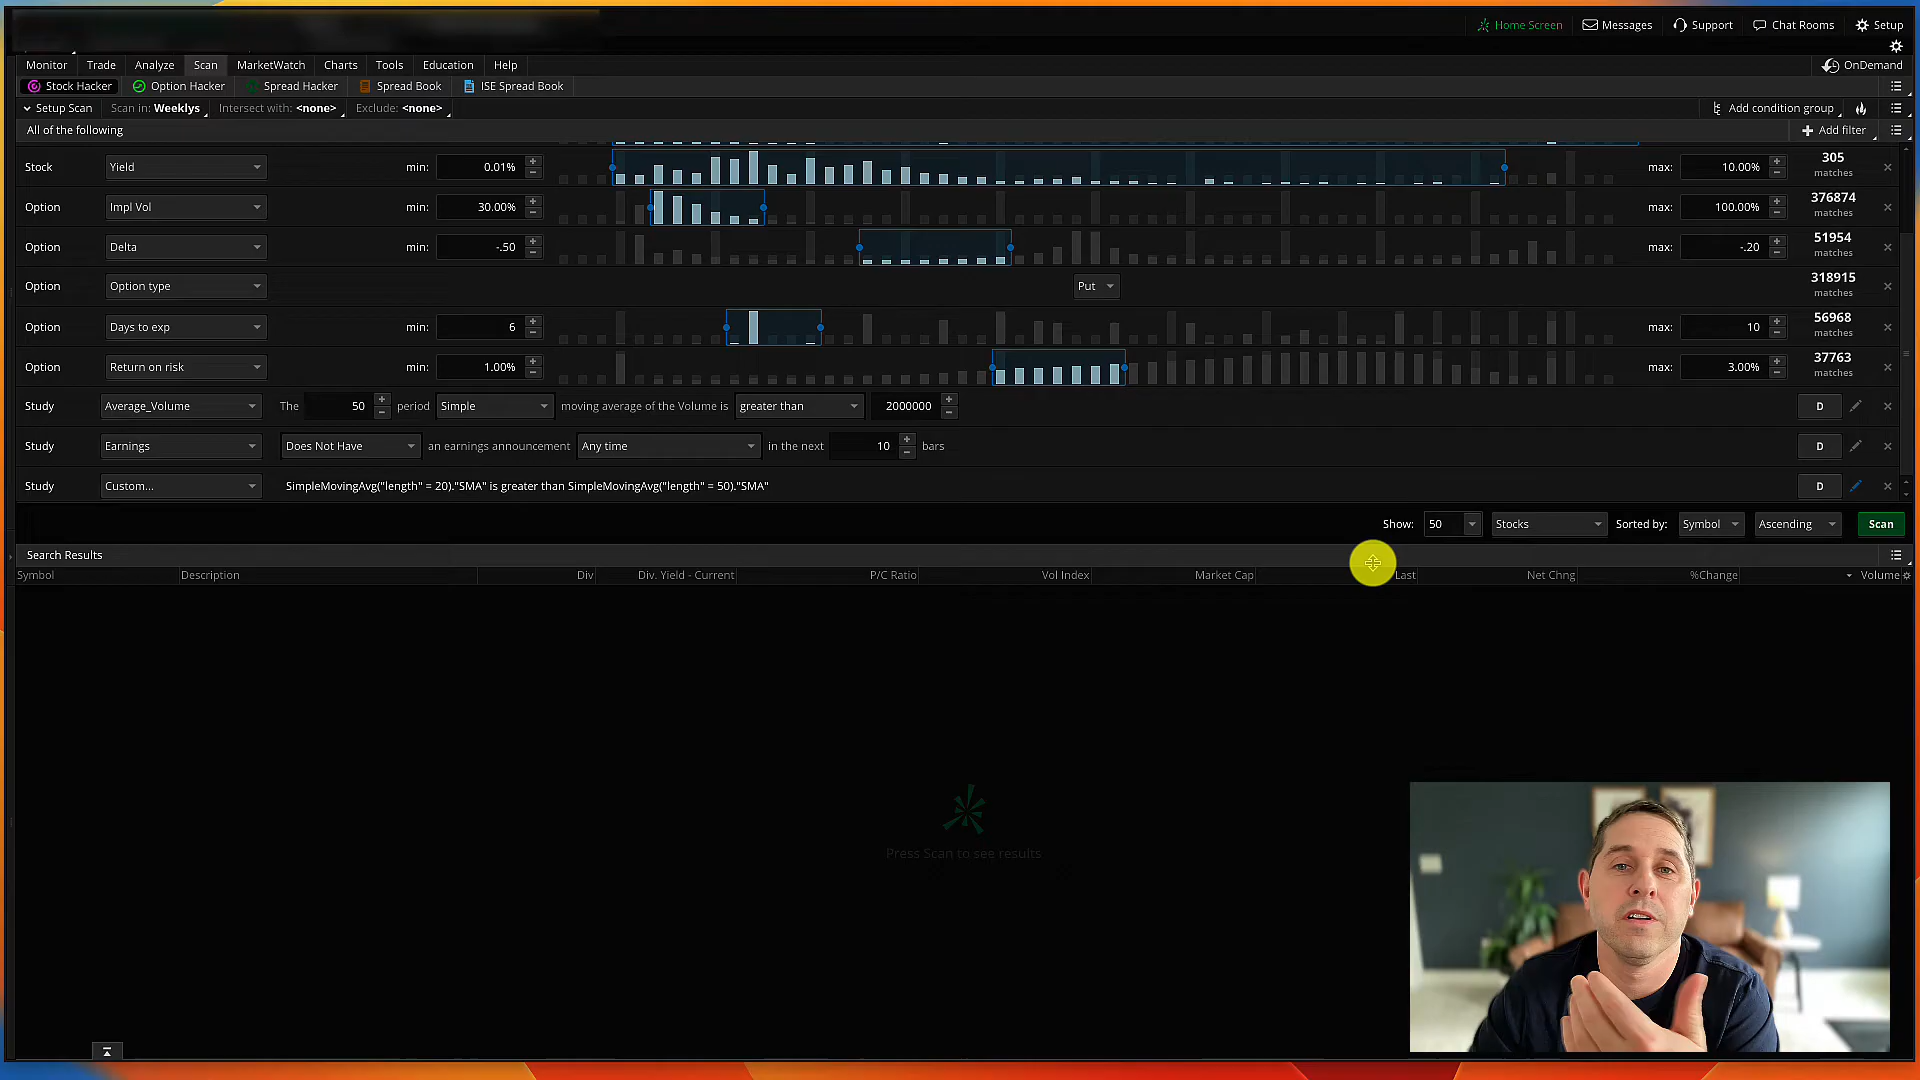 Home Screen Messages Support Chat Rooms Setup
Monitor Trade Analyze Scan MarketWatch Charts Tools Education Help OnDemand
Stock Hacker Option Hacker Spread Hacker Spread Book ISE Spread Book
Setup Scan Scan in: Weeklys Intersect with: <none> Exclude: <none> Add condition group
All of the following Add filter
Stock Yield min: 0.01% max: 10.00% 305 matches
Option Impl Vol min: 30.00% max: 100.00% 376874 matches
Option Delta min: -.50 max: -.20 51954 matches
Option Option type Put 318915 matches
Option Days to exp min: 6 max: 10 56968 matches
Option Return on risk min: 1.00% max: 3.00% 37763 matches
Study Average_Volume The 50 period Simple moving average of the Volume is greater than 2000000 D
Study Earnings Does Not Have an earnings announcement Any time in the next 10 bars D
Study Custom... SimpleMovingAvg("length" = 20)."SMA" is greater than SimpleMovingAvg("length" = 50)."SMA" D
Show: 50 Stocks Sorted by: Symbol Ascending Scan
Search Results
Symbol Description Div Div. Yield - Current P/C Ratio Vol Index Market Cap Last Net Chng %Change Volume
Press Scan to see results